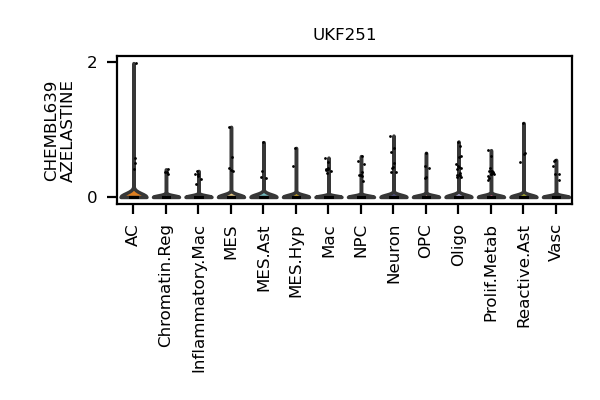 UKF251
CHEMBL639
AZELASTINE
2
0
AC
Chromatin.Reg
Inflammatory.Mac
MES
MES.Ast
MES.Hyp
Mac
NPC
Neuron
OPC
Oligo
Prolif.Metab
Reactive.Ast
Vasc